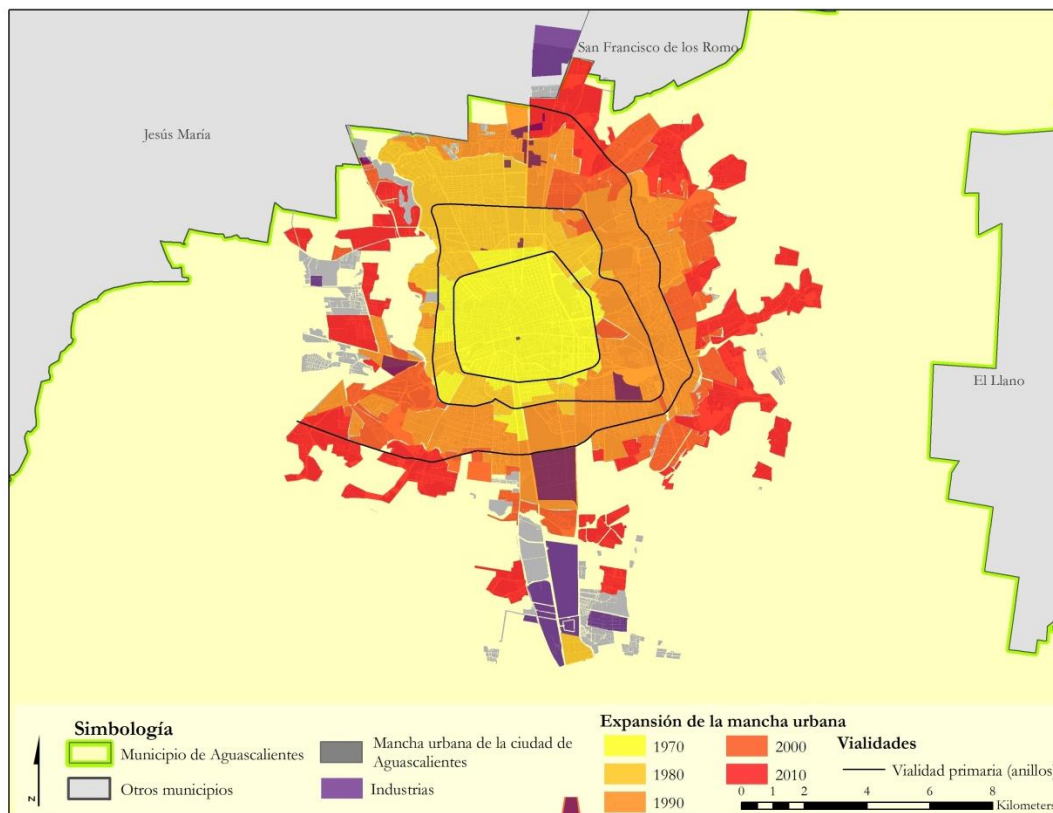 San Francisco de los Romo
Jesús María
El Llano
Simbología
Municipio de Aguascalientes
Otros municipios
Mancha urbana de la ciudad de
Aguascalientes
Industrias
Expansión de la mancha urbana
1970
1980
1990
2000
2010
Vialidades
Vialidad primaria (anillos)
0 2 4 6 8
Kilometers
N